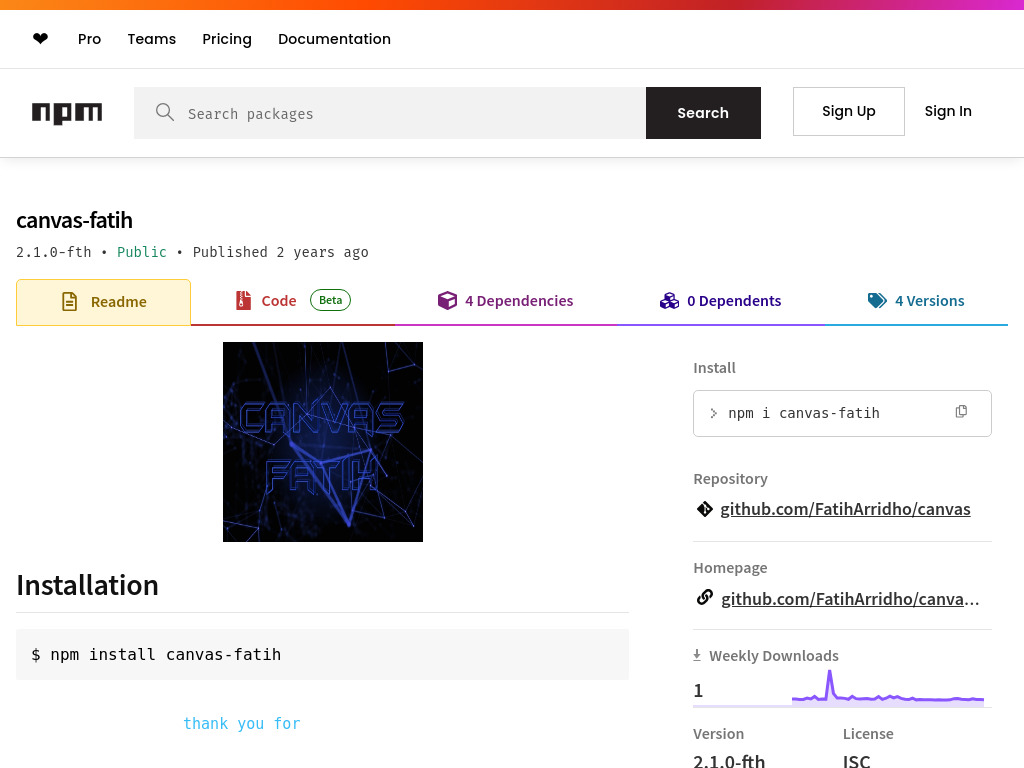 ❤
Pro
Teams
Pricing
Documentation
npm
Search packages
Search
Sign Up
Sign In
canvas-fatih
2.1.0-fth • Public • Published 2 years ago
Readme
Code Beta
4 Dependencies
0 Dependents
4 Versions
CANVAS
FATIH
Installation
$ npm install canvas-fatih
thank you for
Install
npm i canvas-fatih
Repository
github.com/FatihArridho/canvas
Homepage
github.com/FatihArridho/canva…
Weekly Downloads
1
Version
2.1.0-fth
License
ISC